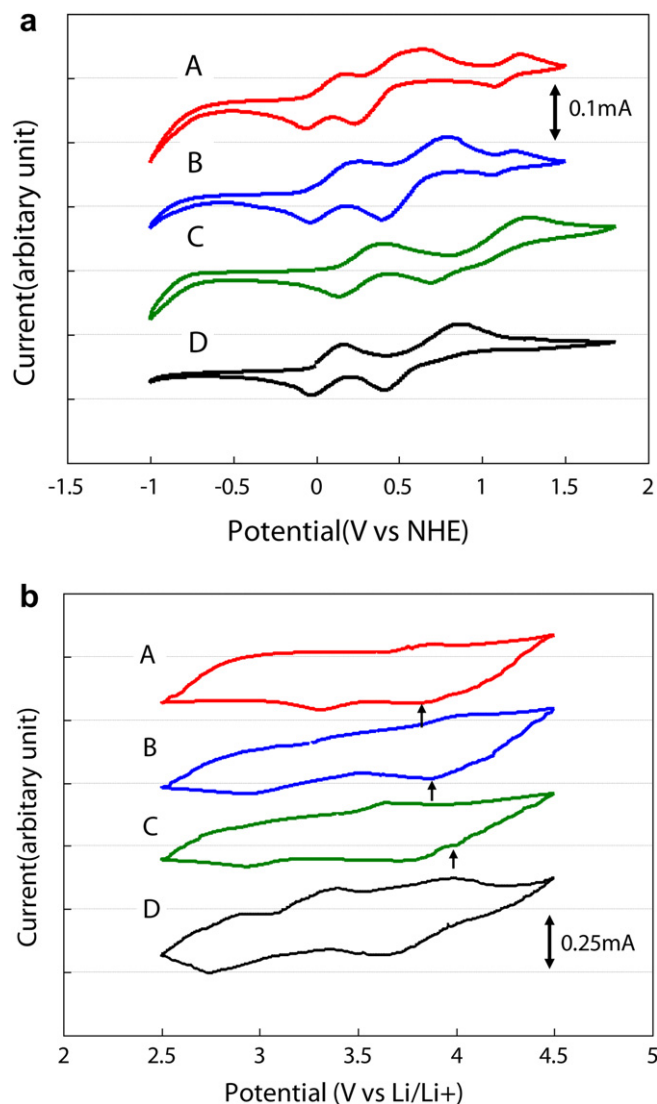 a
A
0.1mA
B
C
D
Current(arbitary unit)
-1.5 -1 -0.5 0 0.5 1 1.5 2
Potential(V vs NHE)
b
A
B
C
D
0.25mA
Current(arbitary unit)
2 2.5 3 3.5 4 4.5 5
Potential (V vs Li/Li+)